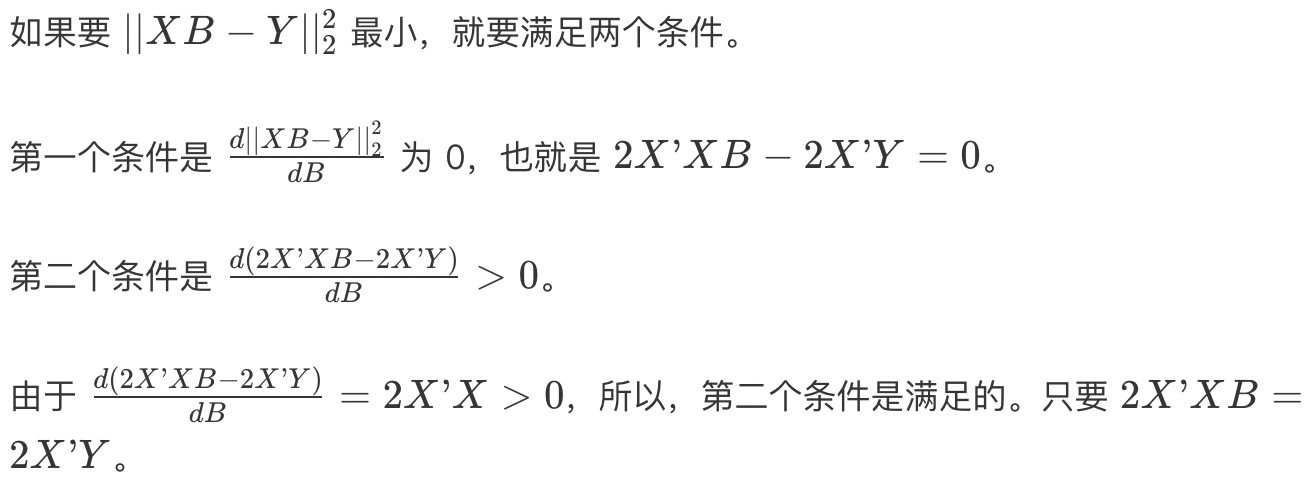 如果要 $||XB - Y||_2^2$ 最小，就要满足两个条件。
第一个条件是 $\frac{d||XB-Y||_2^2}{dB}$ 为 0，也就是 $2X’XB - 2X’Y = 0$。
第二个条件是 $\frac{d(2X’XB-2X’Y)}{dB} > 0$。
由于 $\frac{d(2X’XB-2X’Y)}{dB} = 2X’X > 0$，所以，第二个条件是满足的。只要 $2X’XB =$
$2X’Y$。